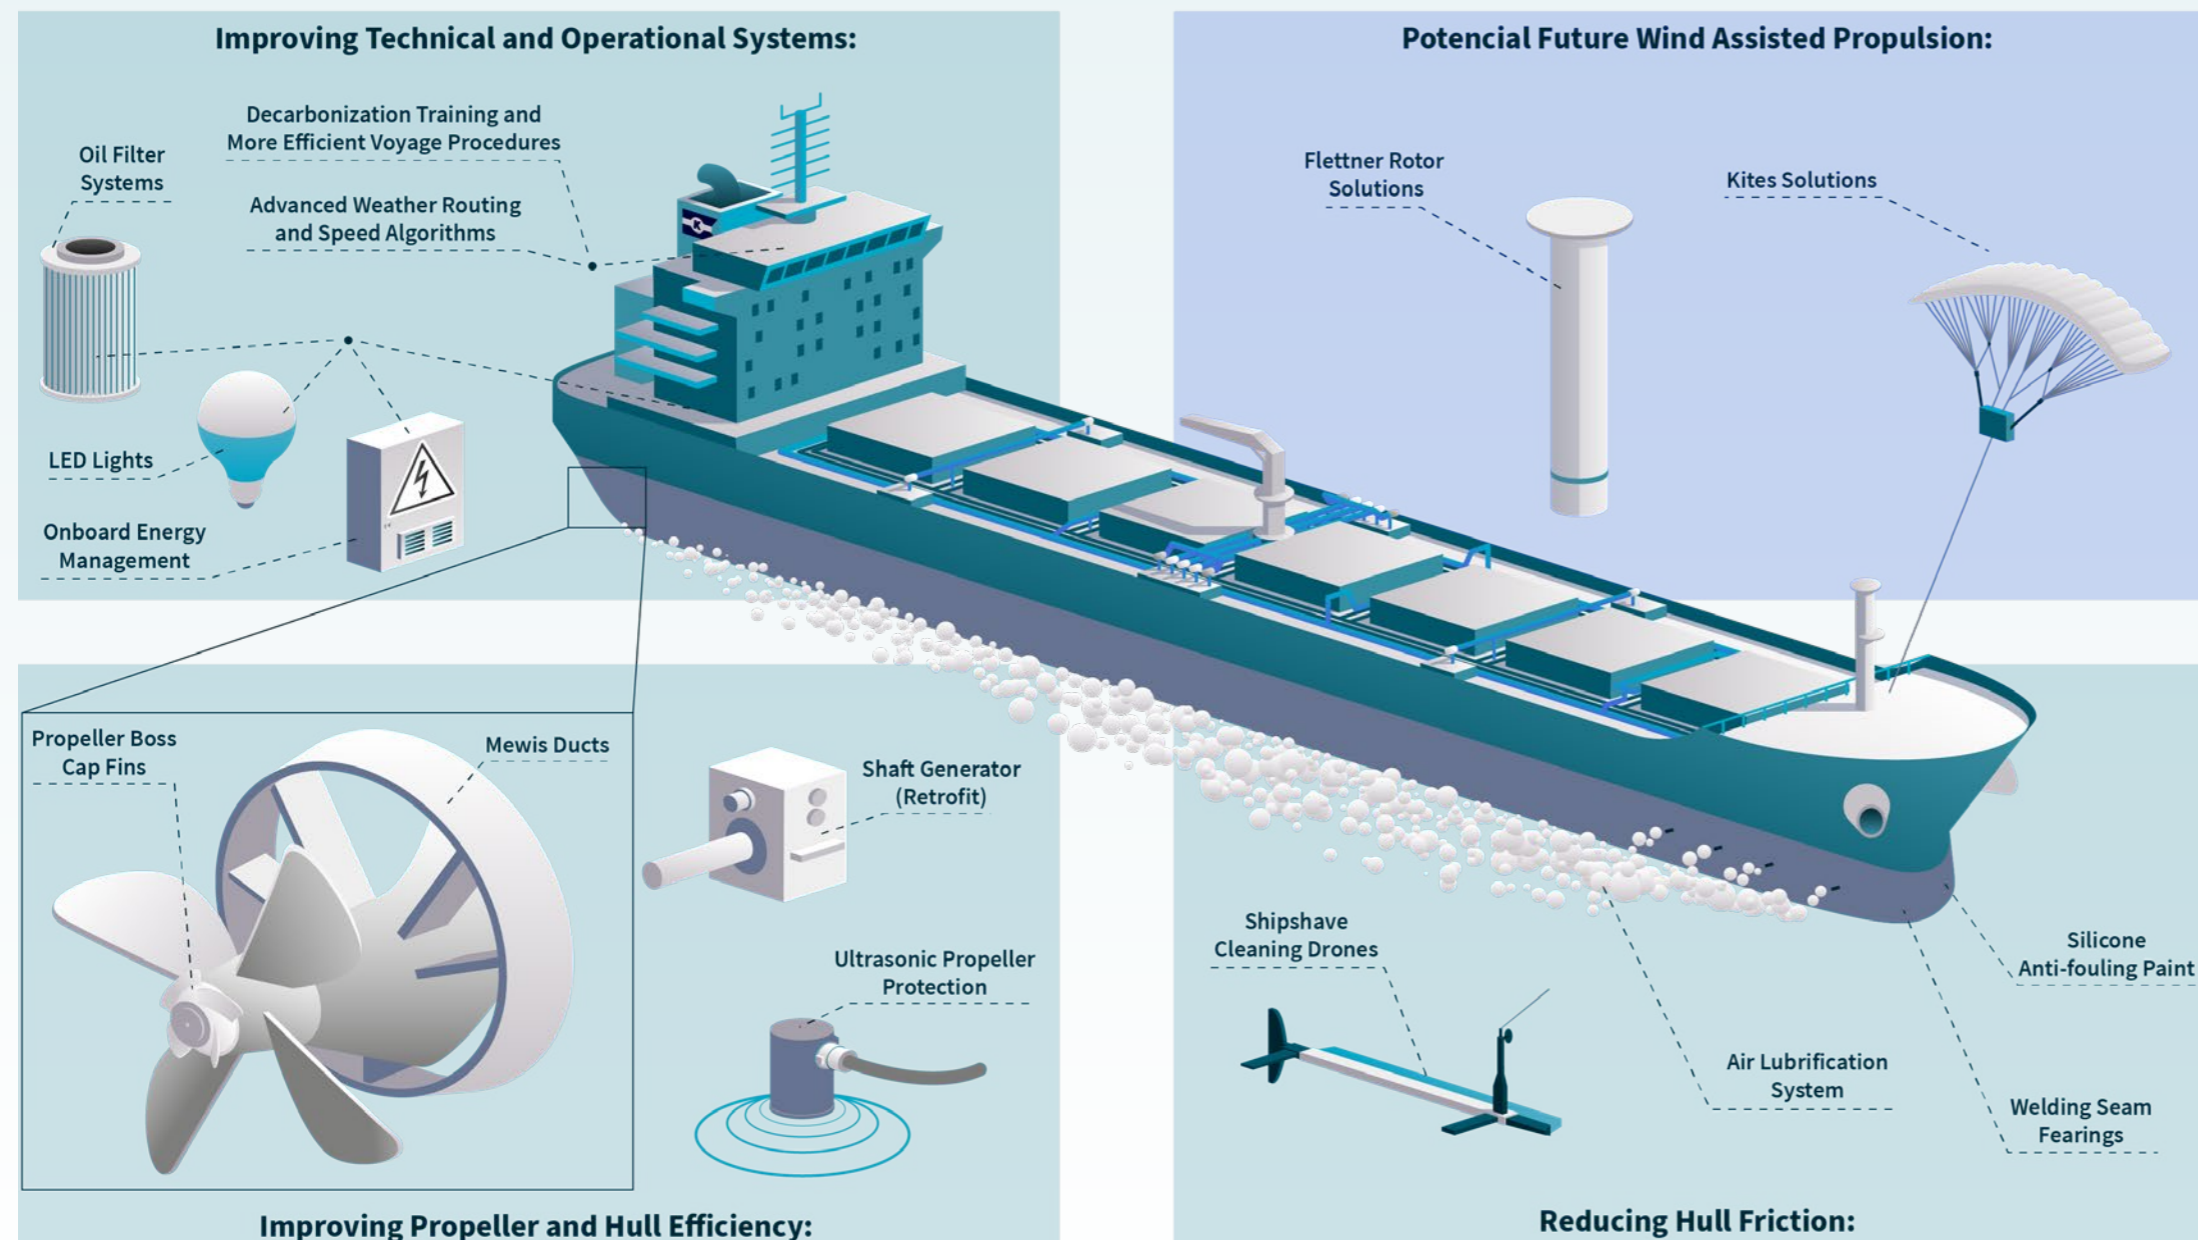 Improving Technical and Operational Systems:
Decarbonization Training and
More Efficient Voyage Procedures
Oil Filter
Systems
Advanced Weather Routing
and Speed Algorithms
LED Lights
Onboard Energy
Management
Potencial Future Wind Assisted Propulsion:
Flettner Rotor
Solutions
Kites Solutions
Propeller Boss
Cap Fins
Mewis Ducts
Shaft Generator
(Retrofit)
Ultrasonic Propeller
Protection
Improving Propeller and Hull Efficiency:
Shipshave
Cleaning Drones
Silicone
Anti-fouling Paint
Air Lubrification
System
Welding Seam
Fearings
Reducing Hull Friction:
K